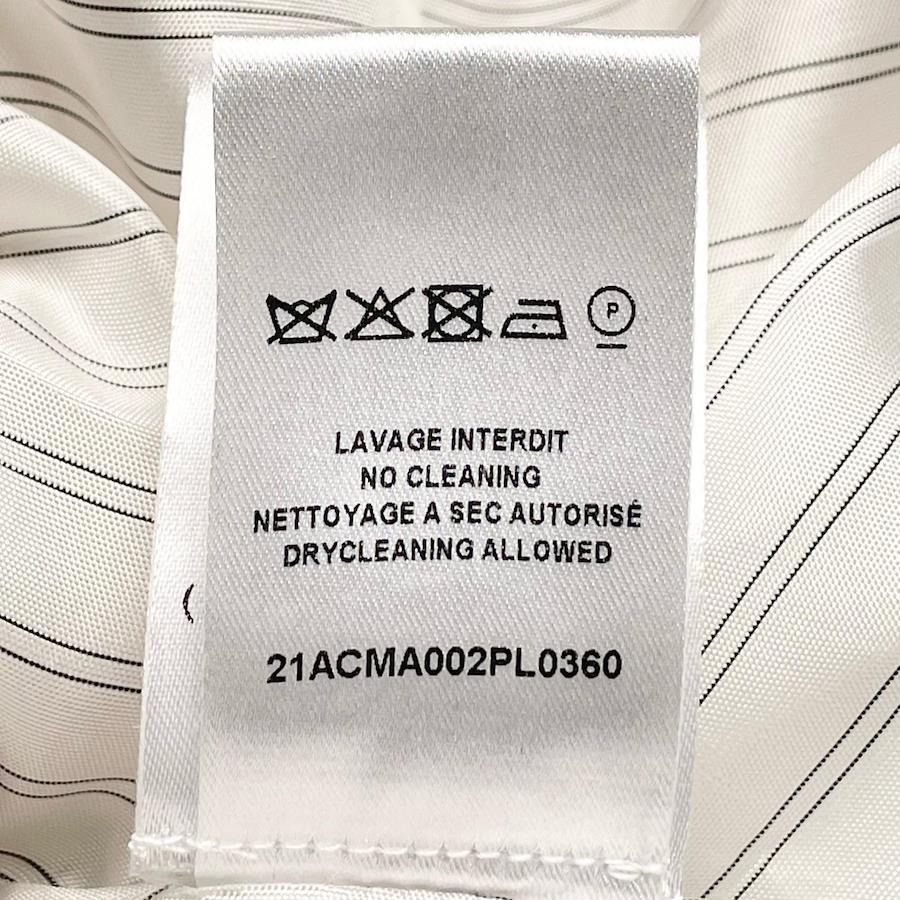 P
LAVAGE INTERDIT
NO CLEANING
NETTOYAGE A SEC AUTORISÉ
DRYCLEANING ALLOWED
21ACMA002PL0360